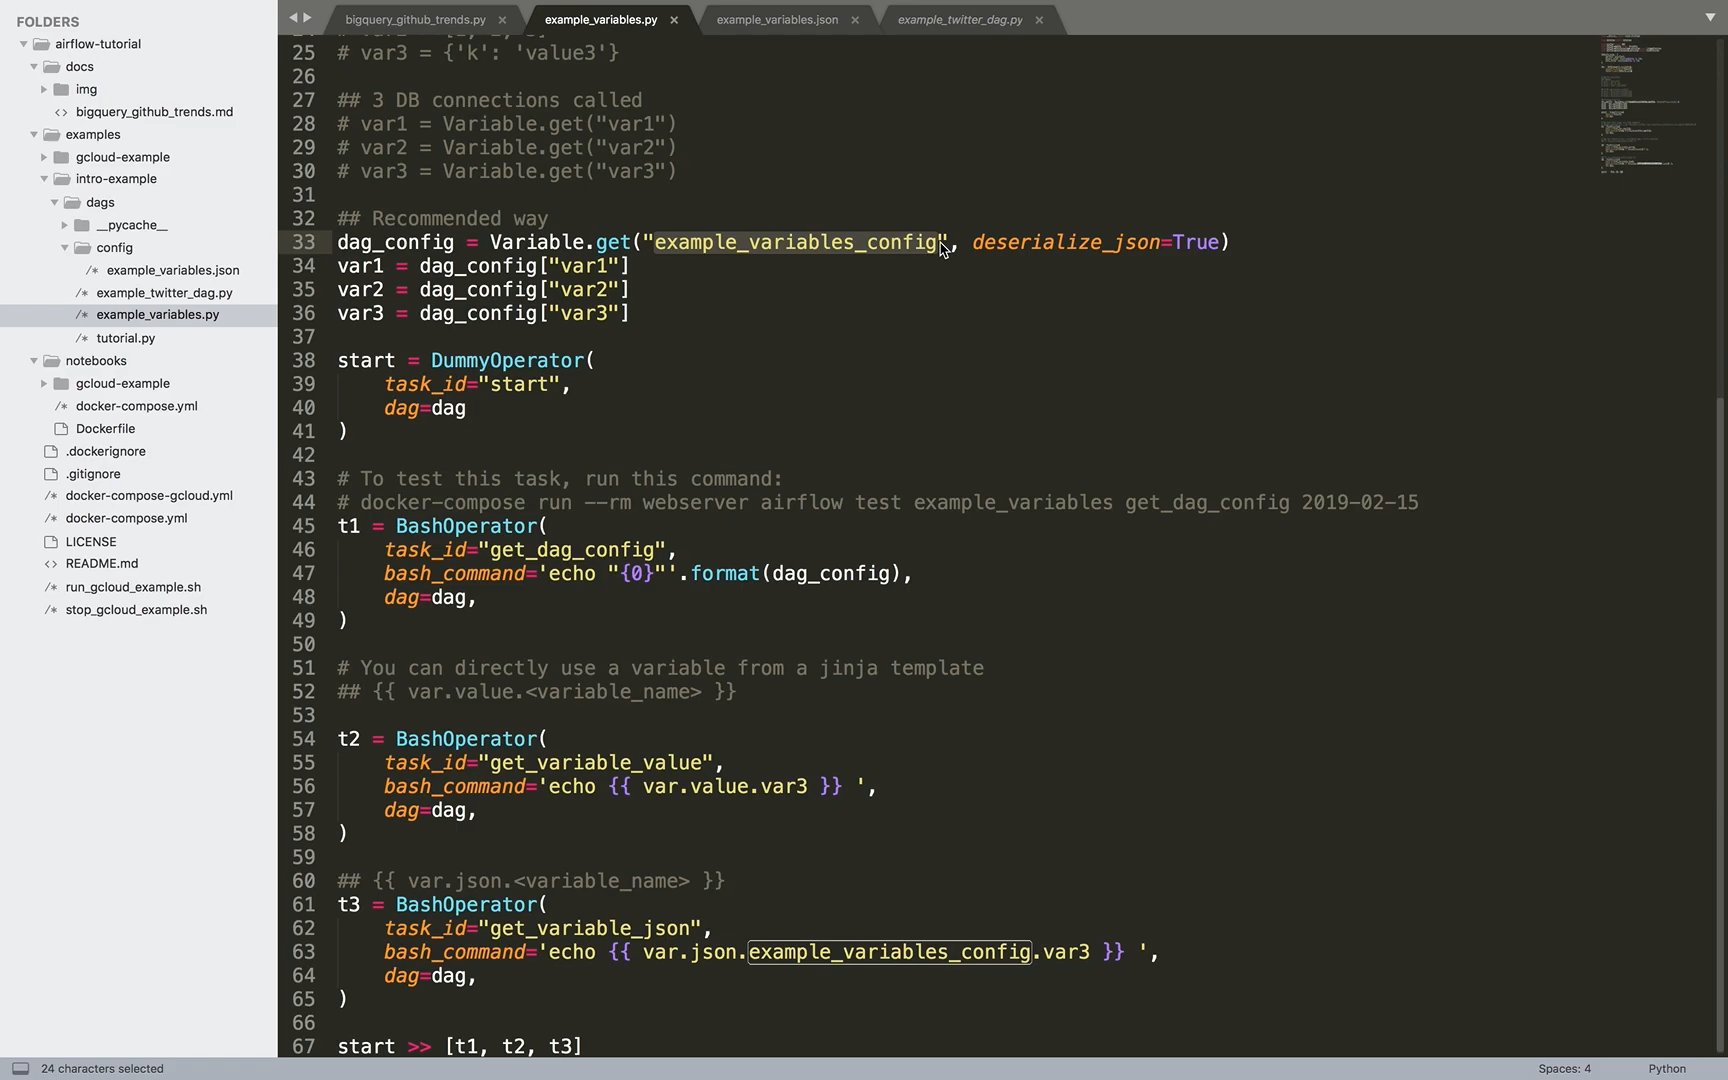 FOLDERS
airflow-tutorial
docs
img
bigquery_github_trends.md
examples
gcloud-example
intro-example
dags
__pycache__
config
example_variables.json
example_twitter_dag.py
example_variables.py
tutorial.py
notebooks
gcloud-example
docker-compose.yml
Dockerfile
.dockerignore
.gitignore
docker-compose-gcloud.yml
docker-compose.yml
LICENSE
README.md
run_gcloud_example.sh
stop_gcloud_example.sh
bigquery_github_trends.py
example_variables.py
example_variables.json
example_twitter_dag.py
25 # var3 = {'k': 'value3'}
26
27 ## 3 DB connections called
28 # var1 = Variable.get("var1")
29 # var2 = Variable.get("var2")
30 # var3 = Variable.get("var3")
31
32 ## Recommended way
33 dag_config = Variable.get("example_variables_config", deserialize_json=True)
34 var1 = dag_config["var1"]
35 var2 = dag_config["var2"]
36 var3 = dag_config["var3"]
37
38 start = DummyOperator(
39 task_id="start",
40 dag=dag
41 )
42
43 # To test this task, run this command:
44 # docker-compose run --rm webserver airflow test example_variables get_dag_config 2019-02-15
45 t1 = BashOperator(
46 task_id="get_dag_config",
47 bash_command='echo "{0}"'.format(dag_config),
48 dag=dag,
49 )
50
51 # You can directly use a variable from a jinja template
52 ## {{ var.value.<variable_name> }}
53
54 t2 = BashOperator(
55 task_id="get_variable_value",
56 bash_command='echo {{ var.value.var3 }} ',
57 dag=dag,
58 )
59
60 ## {{ var.json.<variable_name> }}
61 t3 = BashOperator(
62 task_id="get_variable_json",
63 bash_command='echo {{ var.json.example_variables_config.var3 }} ',
64 dag=dag,
65 )
66
67 start >> [t1, t2, t3]
24 characters selected
Spaces: 4
Python